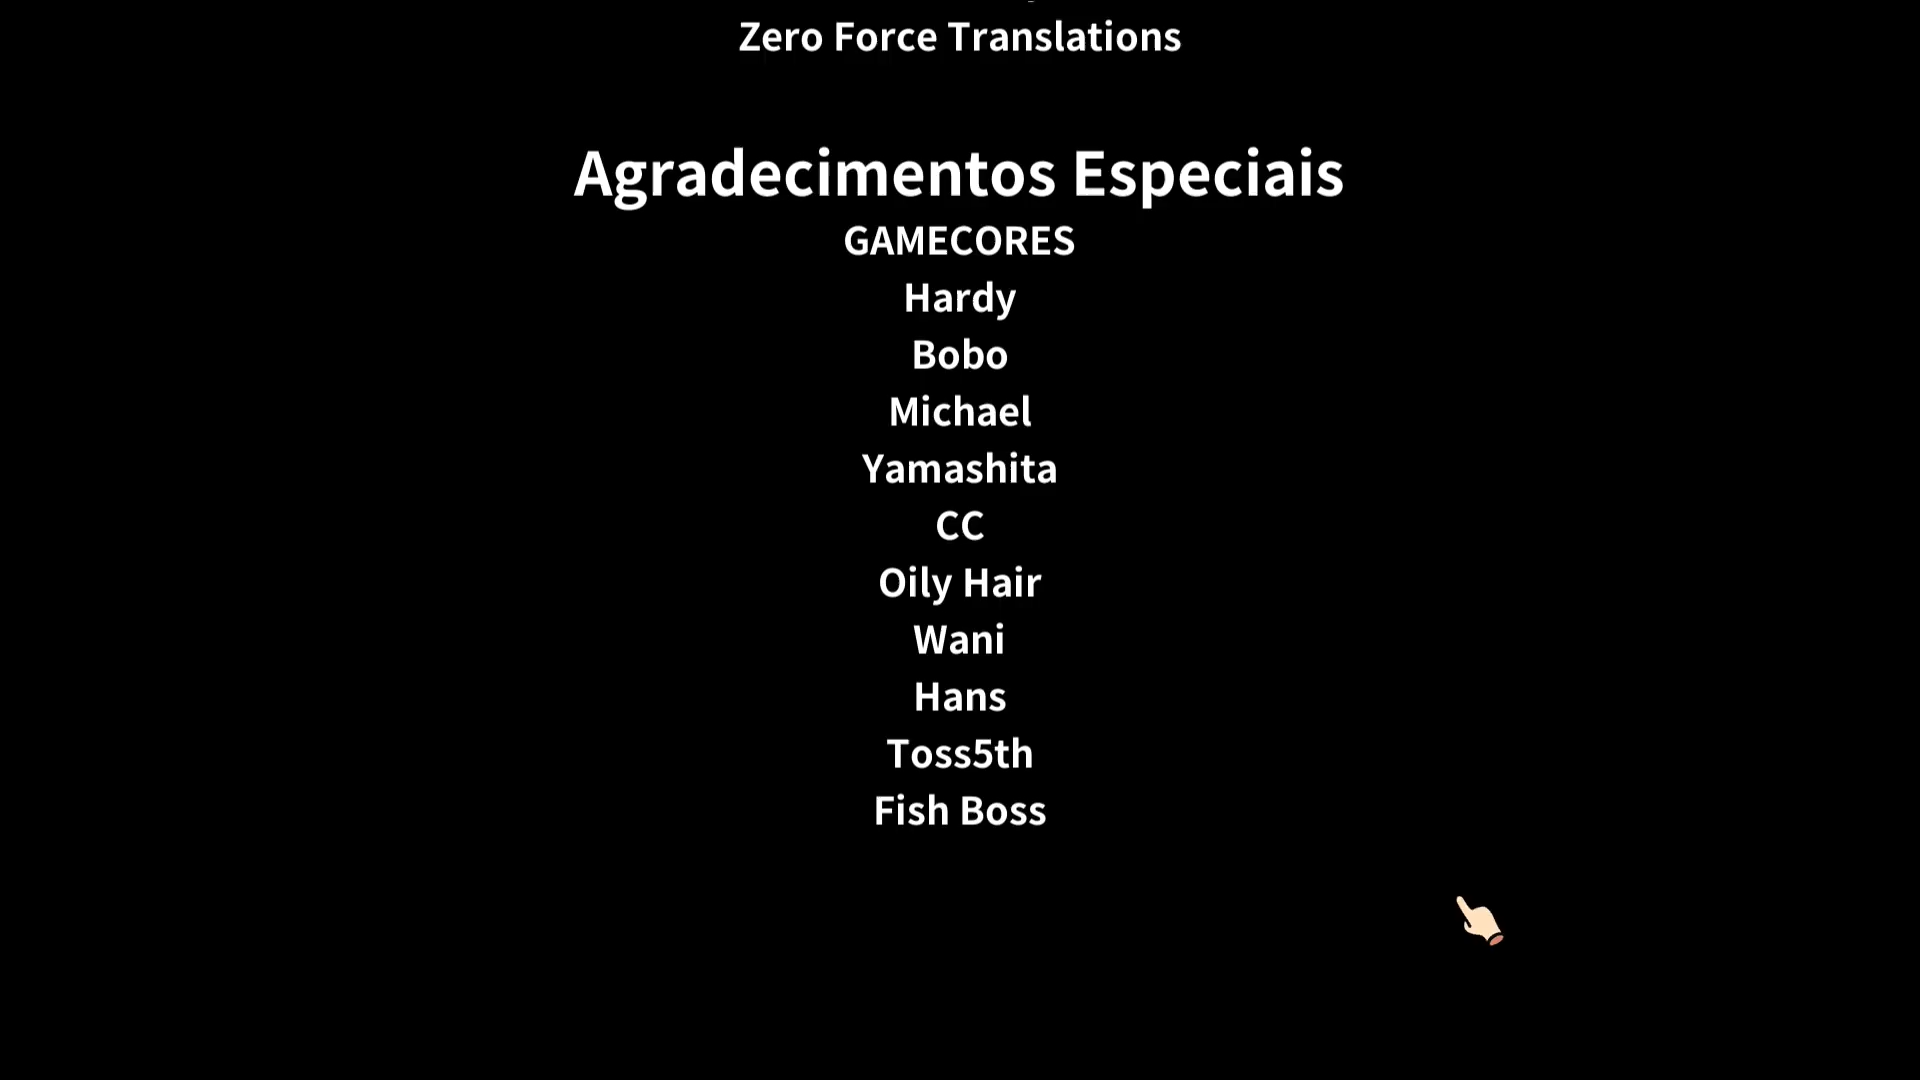 Zero Force Translations
Agradecimentos Especiais
GAMECORES
Hardy
Bobo
Michael
Yamashita
CC
Oily Hair
Wani
Hans
Toss5th
Fish Boss